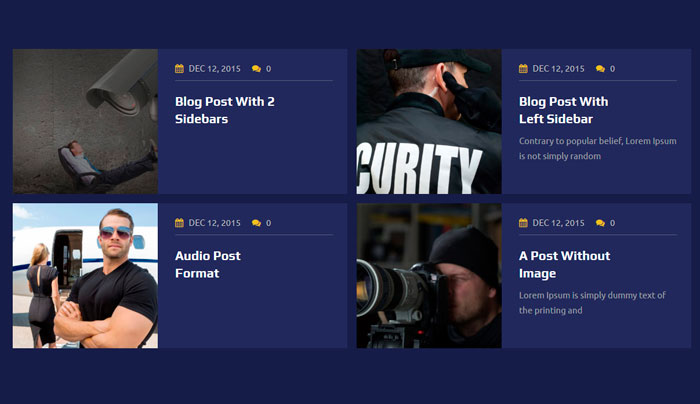 DEC 12, 2015 0
Blog Post With 2
Sidebars
CURITY
DEC 12, 2015 0
Blog Post With
Left Sidebar
Contrary to popular belief, Lorem Ipsum
is not simply random
DEC 12, 2015 0
Audio Post
Format
DEC 12, 2015 0
A Post Without
Image
Lorem Ipsum is simply dummy text of
the printing and